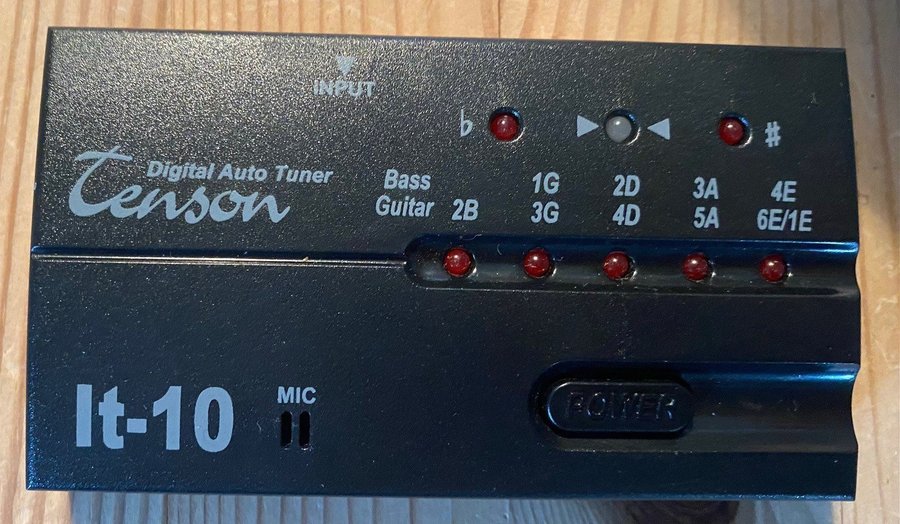 INPUT
♭ ▶ ◀ ♯
Digital Auto Tuner
Tenson
Bass 1G 2D 3A 4E
Guitar 2B 3G 4D 5A 6E/1E
It-10
MIC
POWER